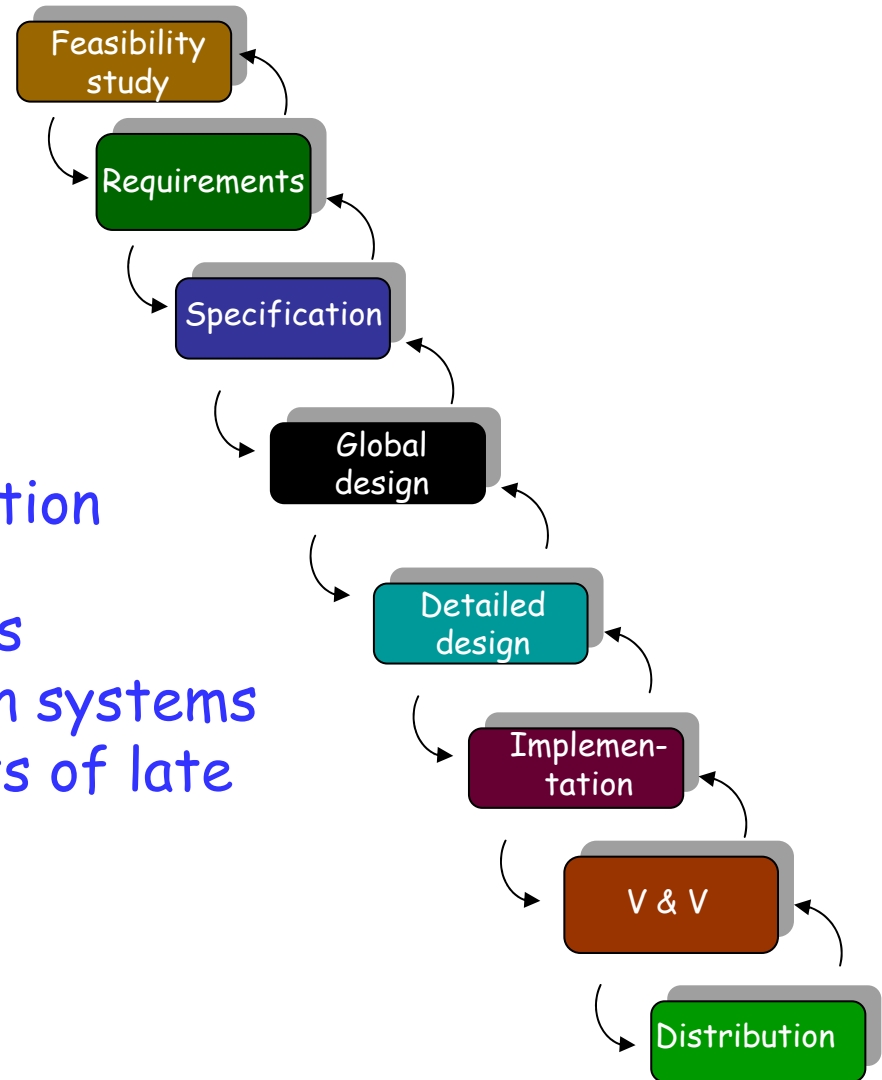 Feasibility
study
Requirements
Specification
Global
design
Detailed
design
Implemen-
tation
V & V
Distribution
tion
s
systems
of late